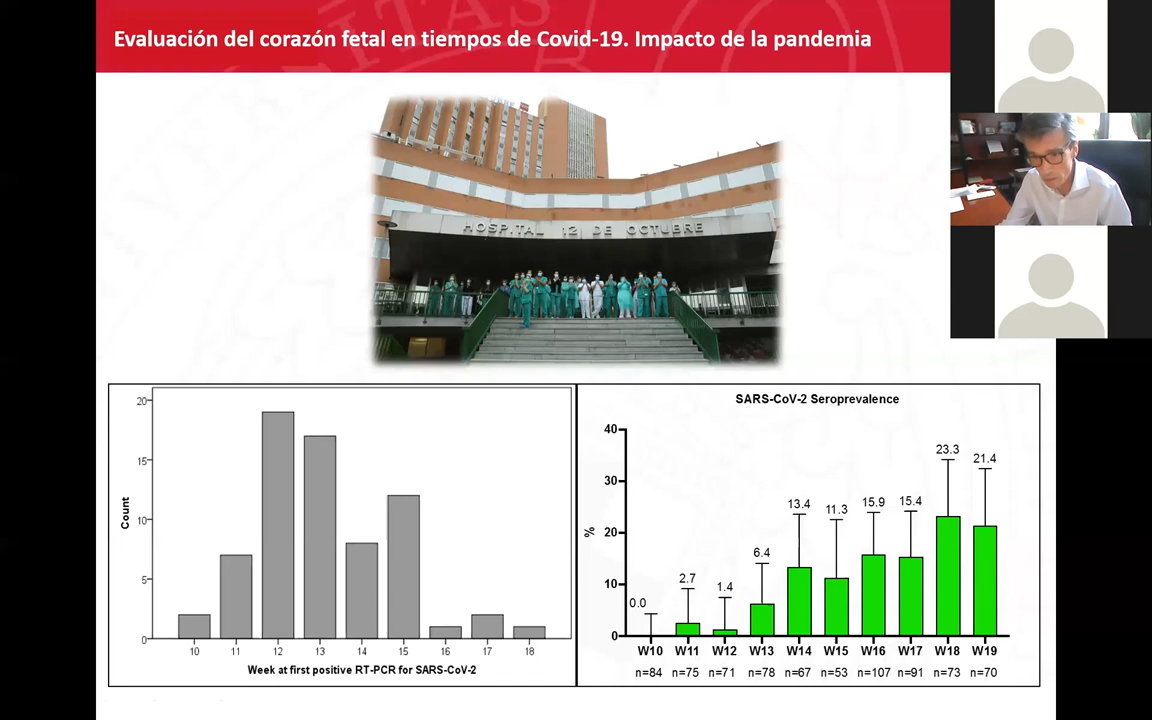 Evaluación del corazón fetal en tiempos de Covid-19. Impacto de la pandemia
HOSPITAL 12 DE OCTUBRE
20
15
10
5
0
Count
10 11 12 13 14 15 16 17 18
Week at first positive RT-PCR for SARS-CoV-2
SARS-CoV-2 Seroprevalence
40
30
20
10
0
%
0.0 2.7 1.4 6.4 13.4 11.3 15.9 15.4 23.3 21.4
W10 W11 W12 W13 W14 W15 W16 W17 W18 W19
n=84 n=75 n=71 n=78 n=67 n=53 n=107 n=91 n=73 n=70